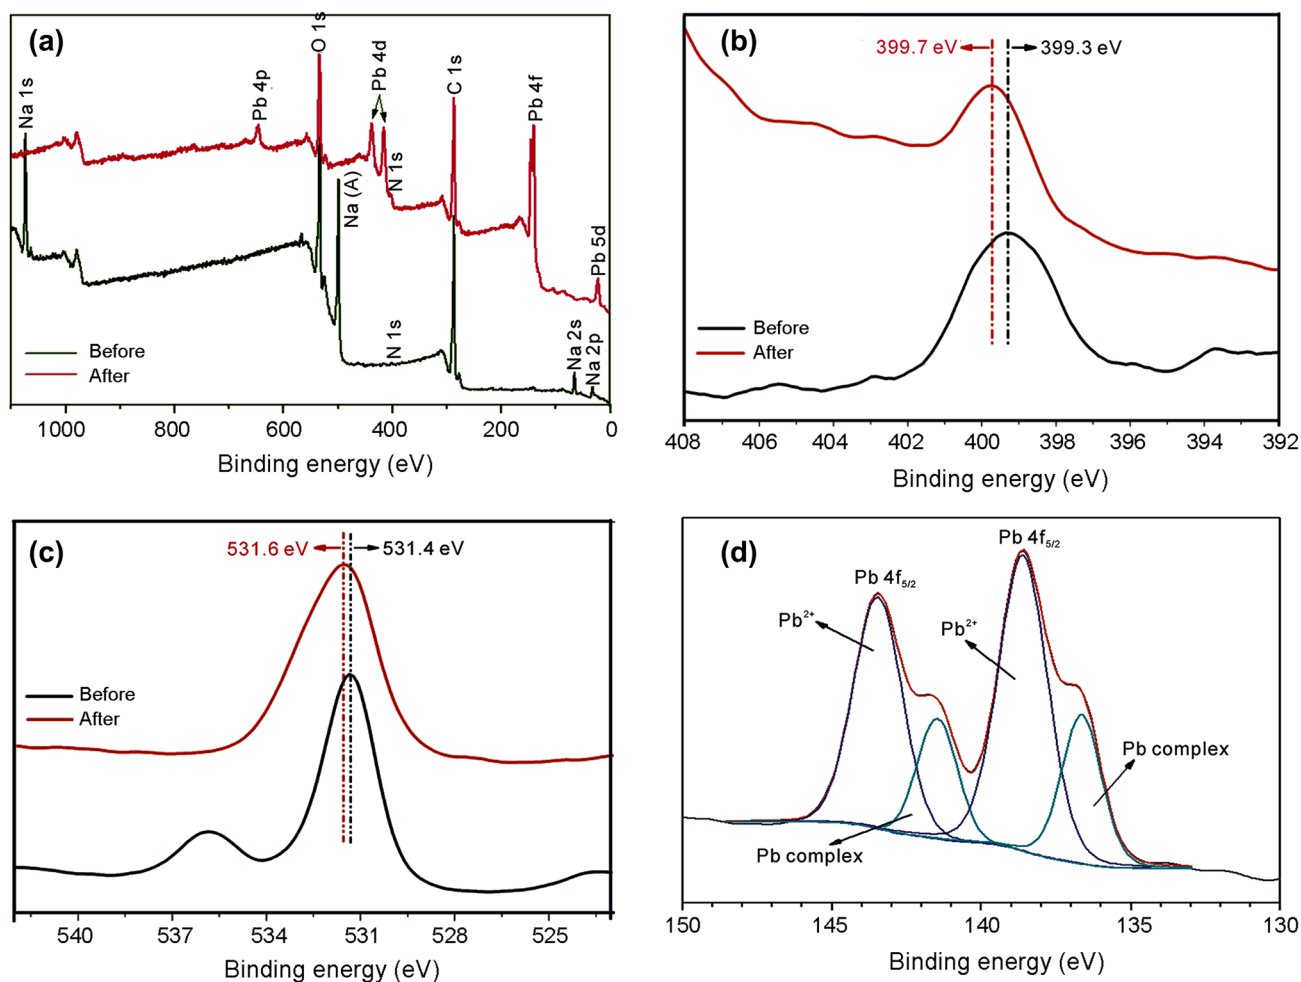 (a)
Na 1s
Pb 4p
O 1s
Pb 4d
N 1s
Na (A)
C 1s
Pb 4f
Pb 5d
N 1s
Na 2s
Na 2p
Before
After
1000 800 600 400 200 0
Binding energy (eV)
(b)
399.7 eV 399.3 eV
Before
After
408 406 404 402 400 398 396 394 392
Binding energy (eV)
(c)
531.6 eV 531.4 eV
Before
After
540 537 534 531 528 525
Binding energy (eV)
(d)
Pb 4f5/2
Pb 4f5/2
Pb2+
Pb2+
Pb complex
Pb complex
150 145 140 135 130
Binding energy (eV)